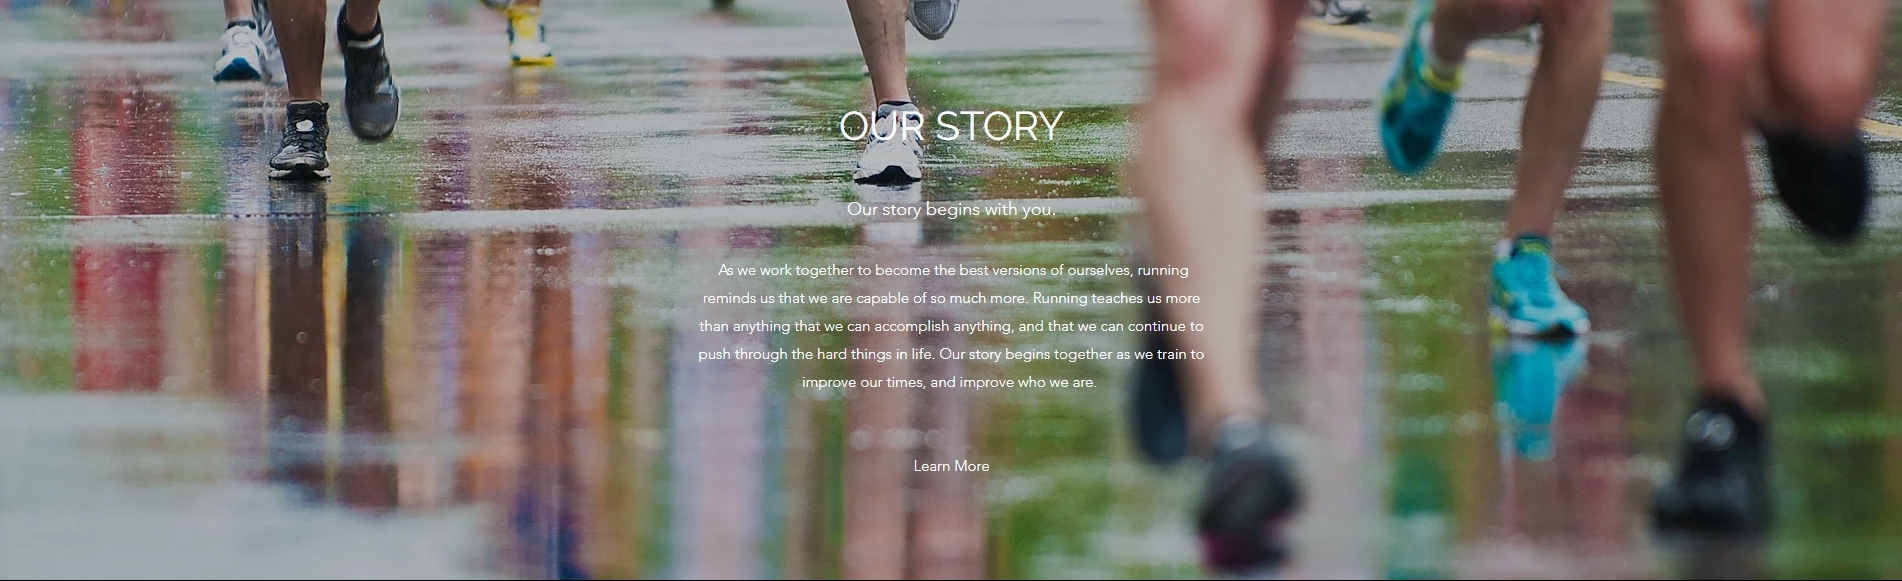 OUR STORY
Our story begins with you.
As we work together to become the best versions of ourselves, running
reminds us that we are capable of so much more. Running teaches us more
than anything that we can accomplish anything, and that we can continue to
push through the hard things in life. Our story begins together as we train to
improve our times, and improve who we are.
Learn More